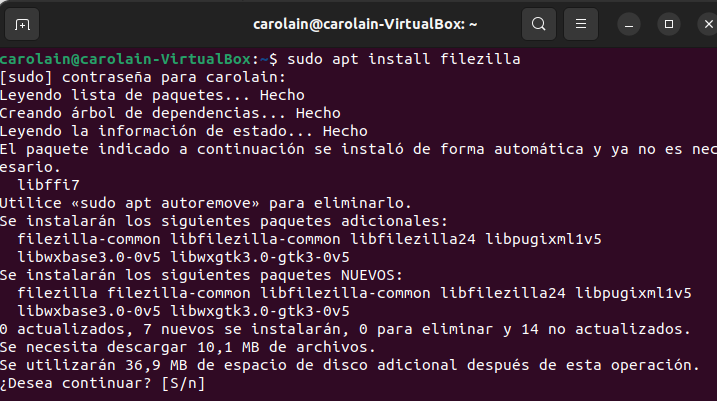 carolain@carolain-VirtualBox: ~
carolain@carolain-VirtualBox:~$ sudo apt install filezilla
[sudo] contraseña para carolain:
Leyendo lista de paquetes... Hecho
Creando árbol de dependencias... Hecho
Leyendo la información de estado... Hecho
El paquete indicado a continuación se instaló de forma automática y ya no es nec
esario.
  libffi7
Utilice «sudo apt autoremove» para eliminarlo.
Se instalarán los siguientes paquetes adicionales:
  filezilla-common libfilezilla-common libfilezilla24 libpugixml1v5
  libwxbase3.0-0v5 libwxgtk3.0-gtk3-0v5
Se instalarán los siguientes paquetes NUEVOS:
  filezilla filezilla-common libfilezilla-common libfilezilla24 libpugixml1v5
  libwxbase3.0-0v5 libwxgtk3.0-gtk3-0v5
0 actualizados, 7 nuevos se instalarán, 0 para eliminar y 14 no actualizados.
Se necesita descargar 10,1 MB de archivos.
Se utilizarán 36,9 MB de espacio de disco adicional después de esta operación.
¿Desea continuar? [S/n]